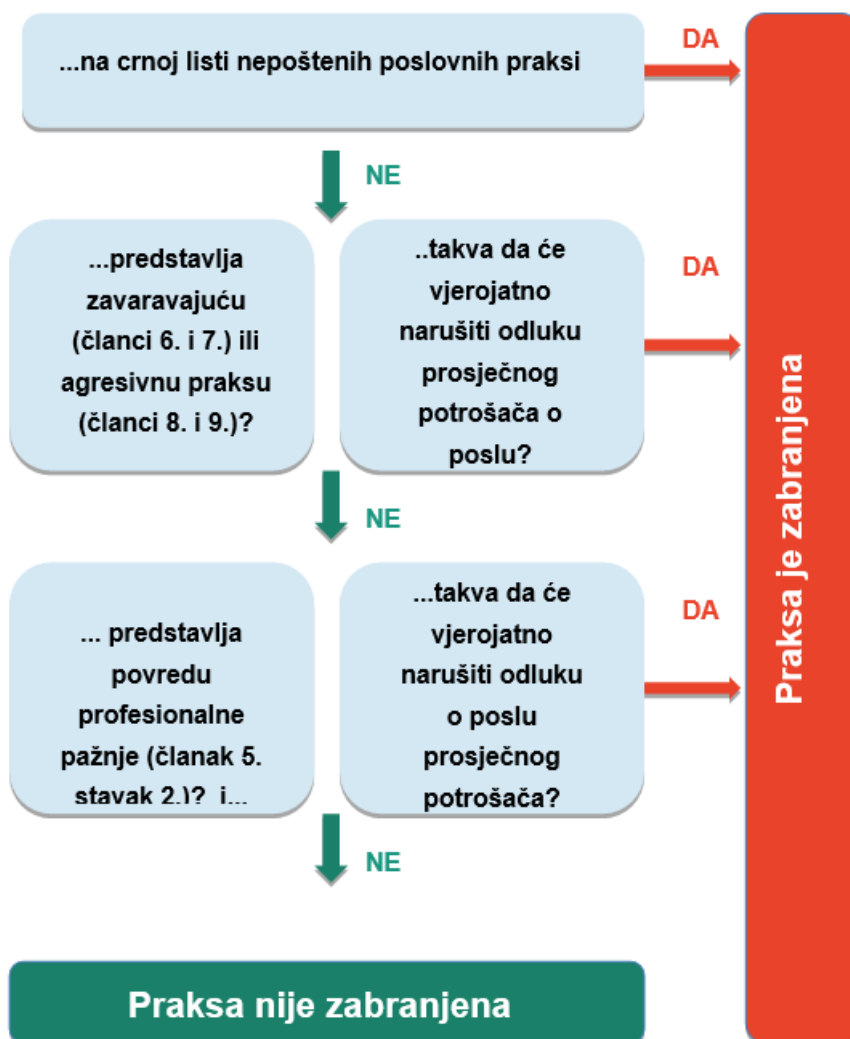 ...na crnoj listi nepoštenih poslovnih praksi
DA
NE
...predstavlja
zavaravajuću
(članci 6. i 7.) ili
agresivnu praksu
(članci 8. i 9.)?
..takva da će
vjerojatno
narušiti odluku
prosječnog
potrošača o
poslu?
DA
NE
... predstavlja
povredu
profesionalne
pažnje (članak 5.
stavak 2.)? i...
...takva da će
vjerojatno
narušiti odluku
o poslu
prosječnog
potrošača?
DA
NE
Praksa nije zabranjena
Praksa je zabranjena